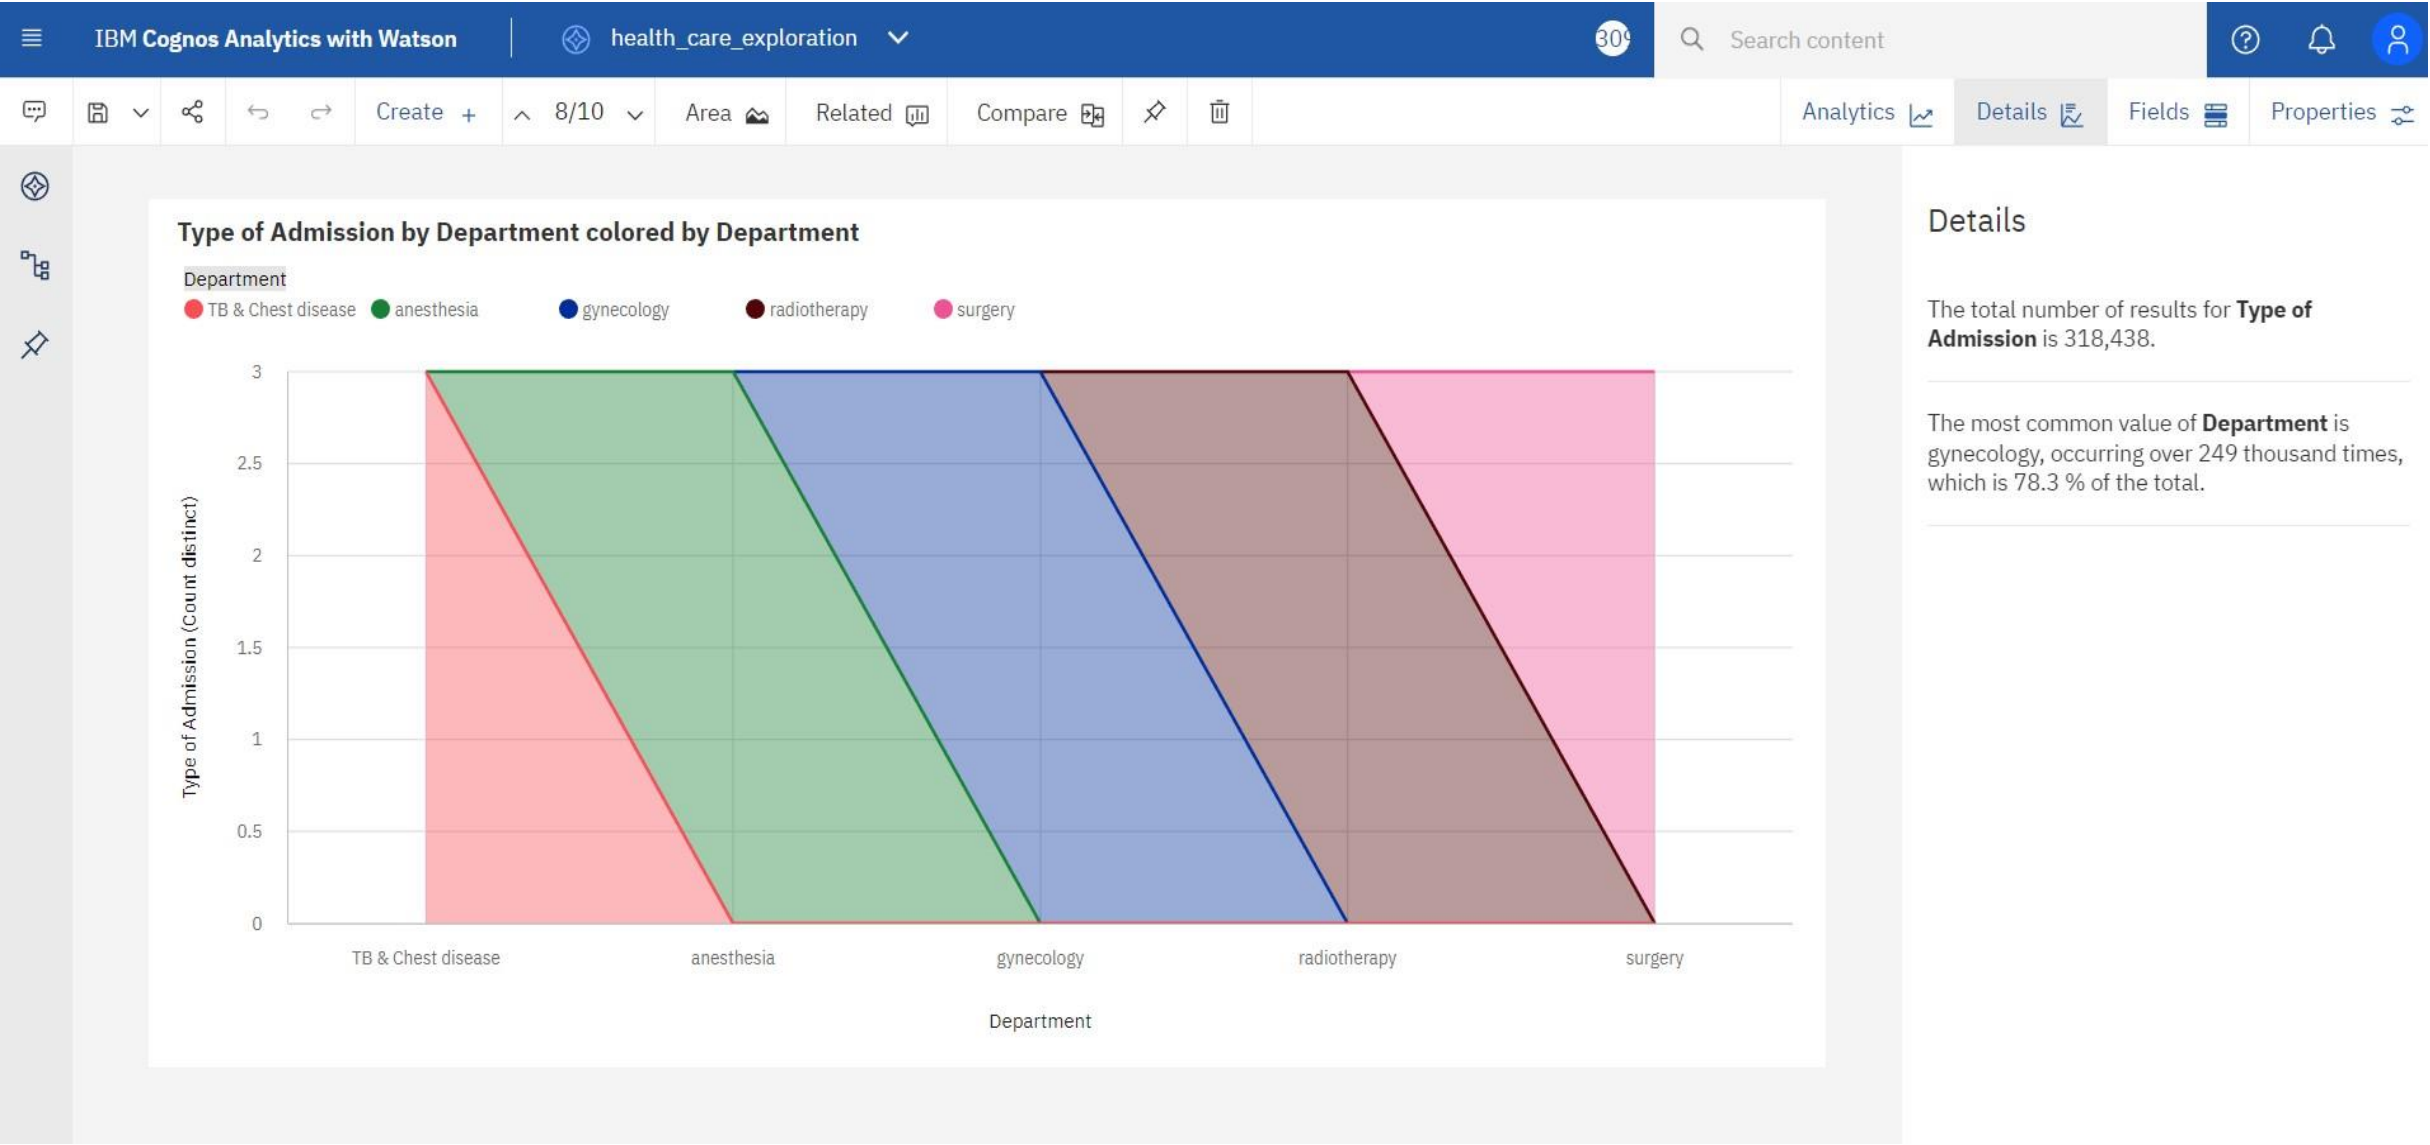 IBM Cognos Analytics with Watson
health_care_exploration
Search content
Create +
8/10
Area
Related
Compare
Analytics
Details
Fields
Properties
Type of Admission by Department colored by Department
Department
TB & Chest disease
anesthesia
gynecology
radiotherapy
surgery
3
2.5
2
1.5
1
0.5
0
Type of Admission (Count distinct)
TB & Chest disease
anesthesia
gynecology
radiotherapy
surgery
Department
Details
The total number of results for Type of
Admission is 318,438.
The most common value of Department is
gynecology, occurring over 249 thousand times,
which is 78.3 % of the total.